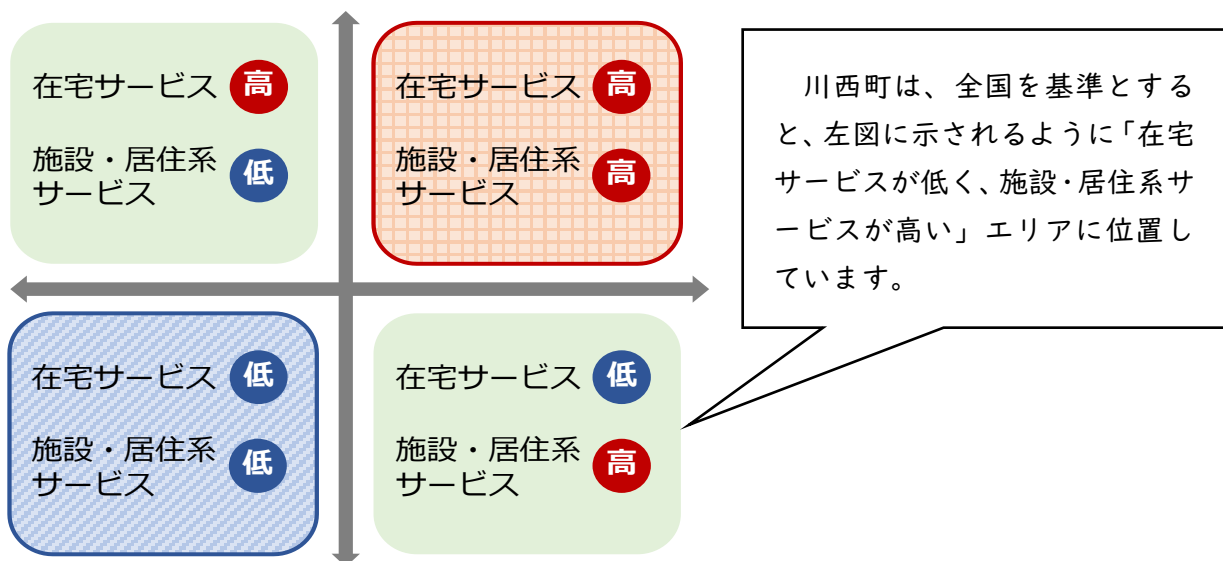 在宅サービス 高
施設・居住系
サービス 低
在宅サービス 高
施設・居住系
サービス 高
在宅サービス 低
施設・居住系
サービス 低
在宅サービス 低
施設・居住系
サービス 高
川西町は、全国を基準とする
と、左図に示されるように「在宅
サービスが低く、施設・居住系サ
ービスが高い」エリアに位置し
ています。